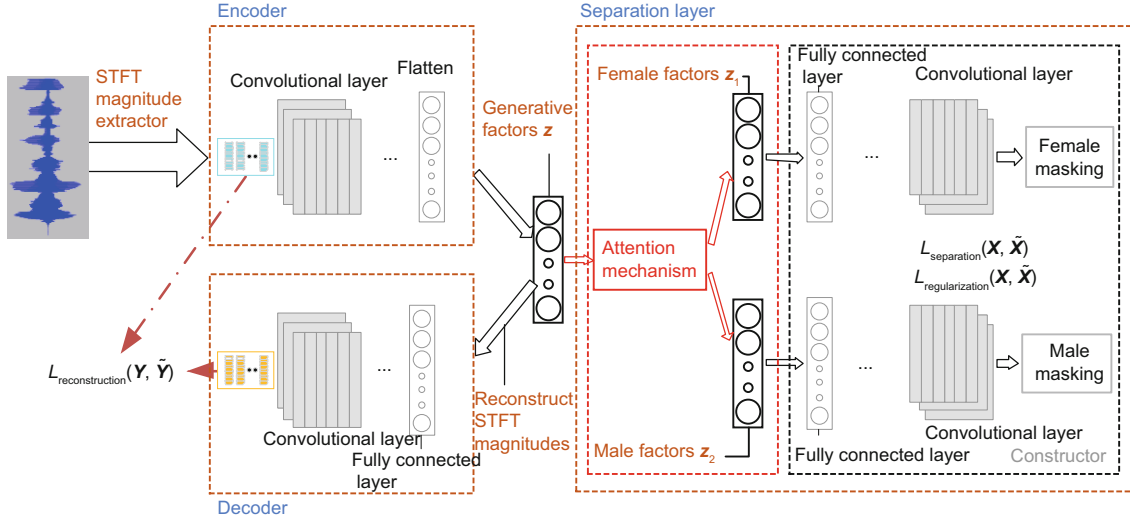 Encoder
STFT
magnitude
extractor
Convolutional layer
Flatten
...
Generative
factors z
Separation layer
Female factors z1
Attention
mechanism
Male factors z2
Fully connected
layer
Convolutional layer
...
Female
masking
Lseparation(X, X̃)
Lregularization(X, X̃)
...
Male
masking
Convolutional layer
Fully connected layer
Constructor
Lreconstruction(Y, Ỹ)
...
Convolutional layer
Fully connected
layer
Reconstruct
STFT
magnitudes
Decoder